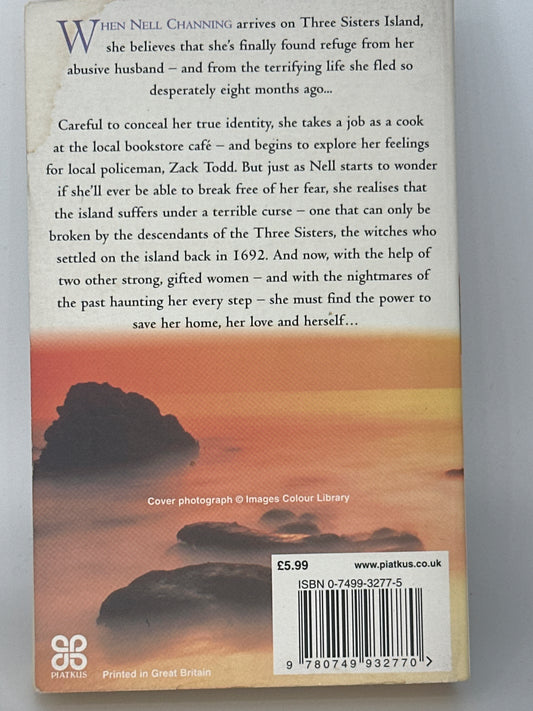 WHEN NELL CHANNING arrives on Three Sisters Island,
she believes that she's finally found refuge from her
abusive husband – and from the terrifying life she fled so
desperately eight months ago...
Careful to conceal her true identity, she takes a job as a cook
at the local bookstore café – and begins to explore her feelings
for local policeman, Zack Todd. But just as Nell starts to wonder
if she'll ever be able to break free of her fear, she realises that
the island suffers under a terrible curse – one that can only be
broken by the descendants of the Three Sisters, the witches who
settled on the island back in 1692. And now, with the help of
two other strong, gifted women – and with the nightmares of
the past haunting her every step – she must find the power to
save her home, her love and herself...
Cover photograph © Images Colour Library
£5.99 www.piatkus.co.uk
ISBN 0-7499-3277-5
9 780749 932770 >
PIATKUS
Printed in Great Britain